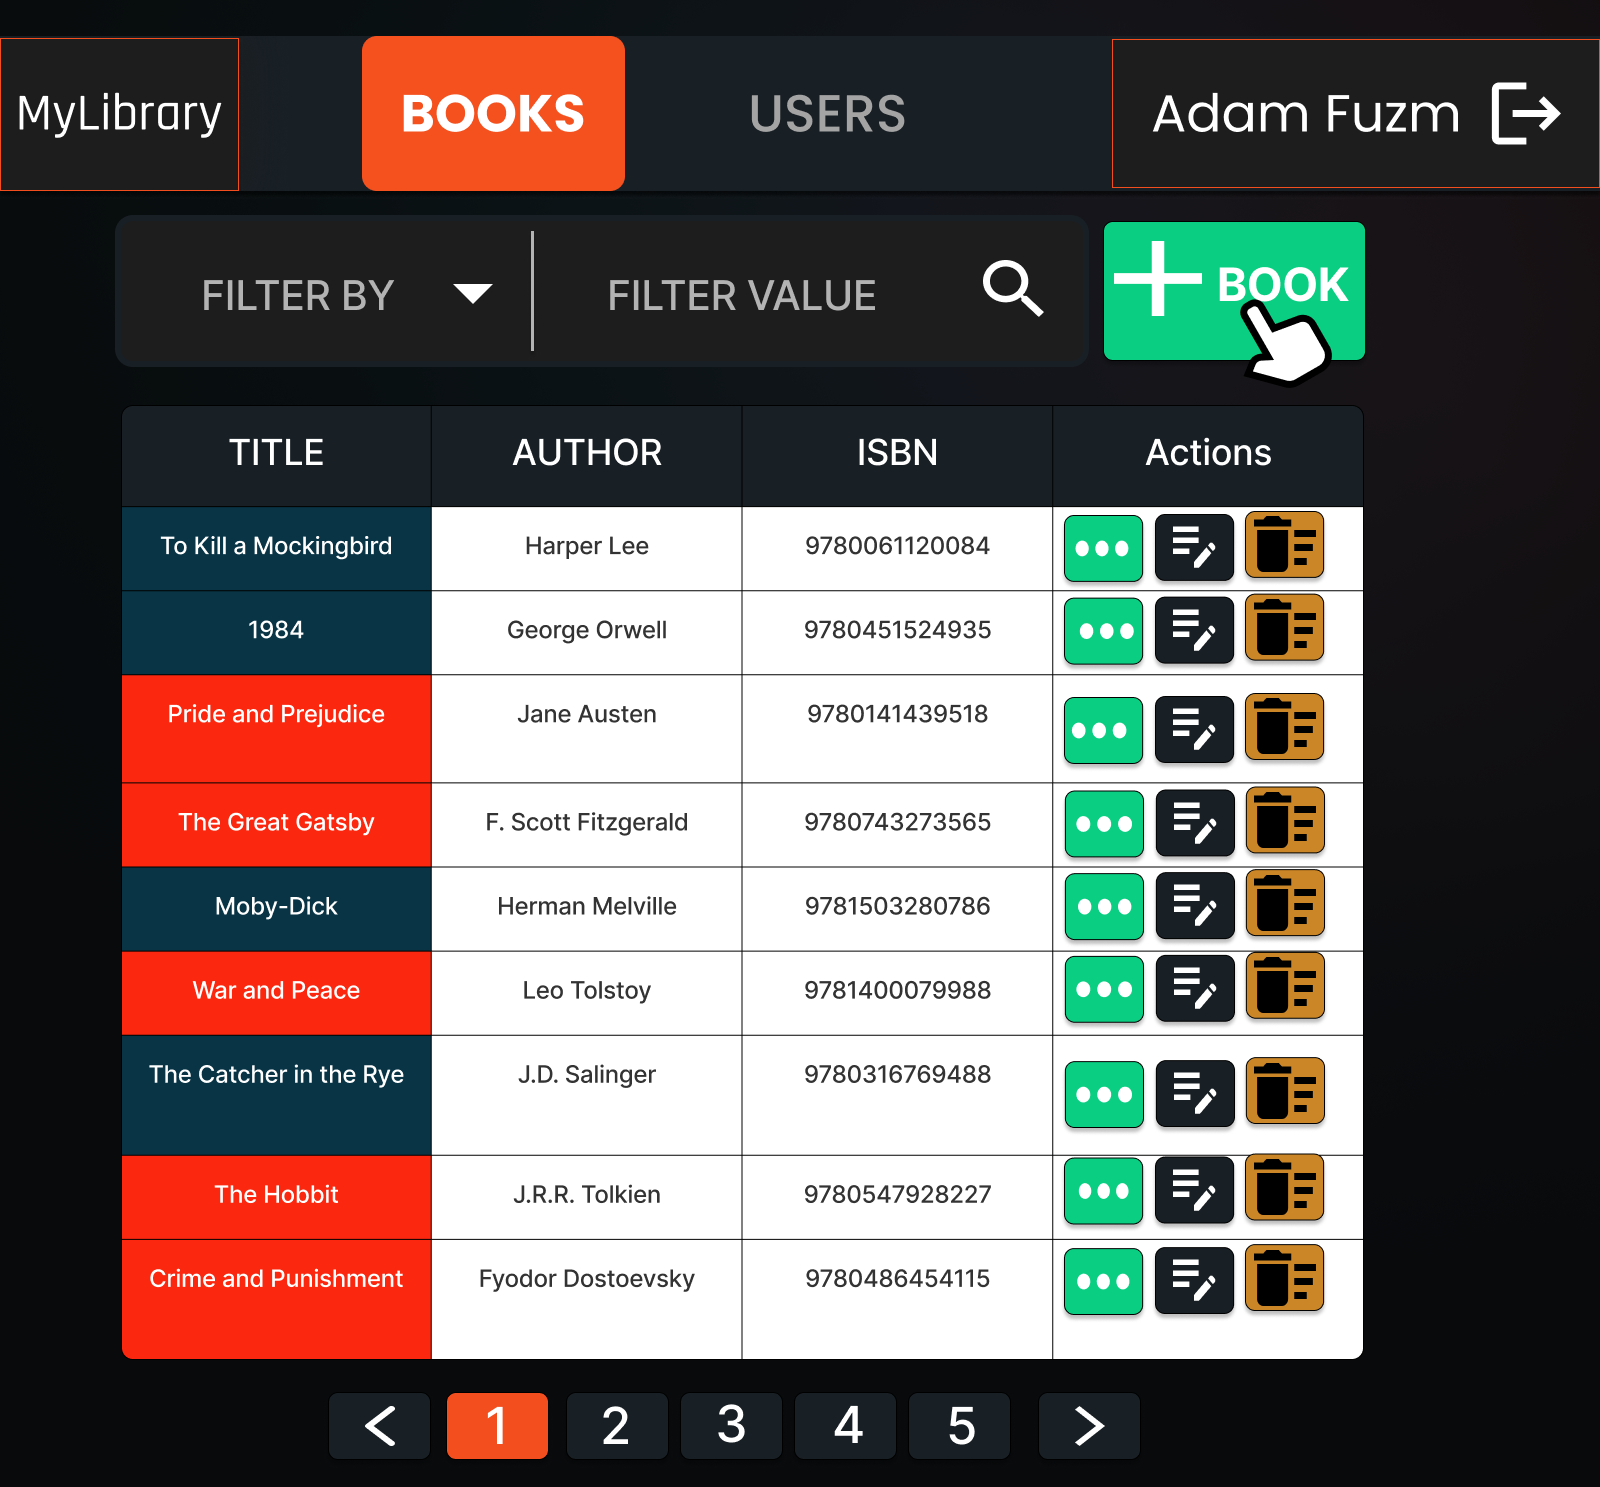 MyLibrary
BOOKS
USERS
Adam Fuzm
FILTER BY
FILTER VALUE
BOOK
TITLE AUTHOR ISBN Actions
To Kill a Mockingbird Harper Lee 9780061120084
1984 George Orwell 9780451524935
Pride and Prejudice Jane Austen 9780141439518
The Great Gatsby F. Scott Fitzgerald 9780743273565
Moby-Dick Herman Melville 9781503280786
War and Peace Leo Tolstoy 9781400079988
The Catcher in the Rye J.D. Salinger 9780316769488
The Hobbit J.R.R. Tolkien 9780547928227
Crime and Punishment Fyodor Dostoevsky 9780486454115
1 2 3 4 5